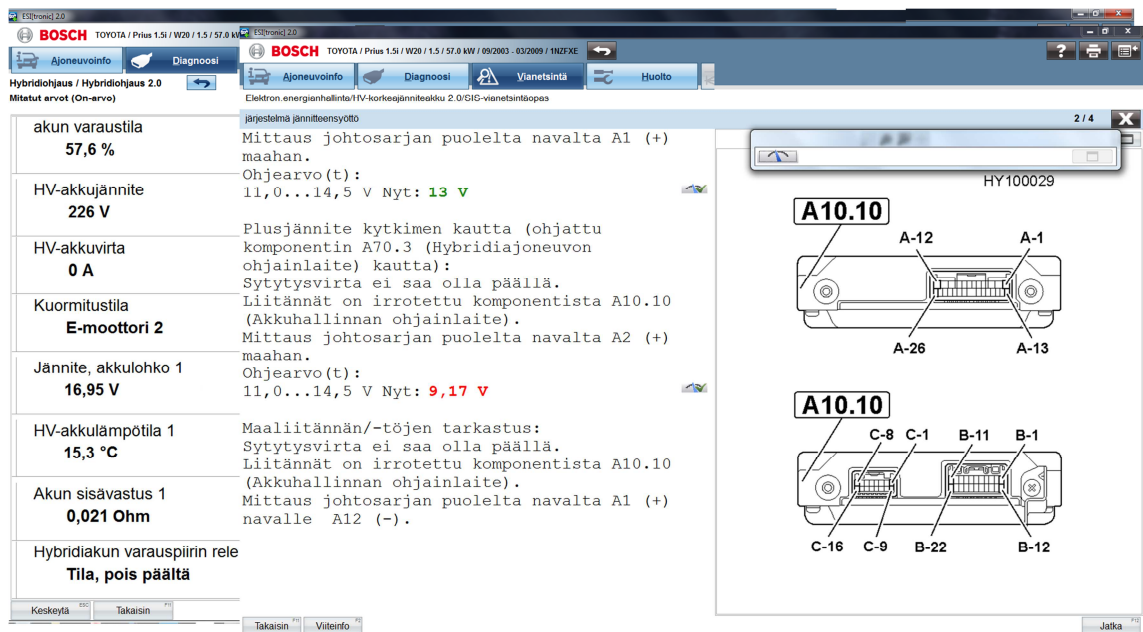 ESI[tronic] 2.0
BOSCH TOYOTA / Prius 1.5i / W20 / 1.5 / 57.0
Ajoneuvoinfo
Diagnoosi
Hybridiohjaus / Hybridiohjaus 2.0
Mitatut arvot (On-arvo)
akun varaustila
57,6 %
HV-akkujännite
226 V
HV-akkuvirta
0 A
Kuormitustila
E-moottori 2
Jännite, akkulohko 1
16,95 V
HV-akkulämpötila 1
15,3 °C
Akun sisävastus 1
0,021 Ohm
Hybridiakun varauspiirin rele
Tila, pois päältä
Keskeytä ESC
Takaisin F11
ESI[tronic] 2.0
BOSCH TOYOTA / Prius 1.5i / W20 / 1.5 / 57.0 kW / 09/2003 - 03/2009 / 1NZFXE
?
Ajoneuvoinfo
Diagnoosi
Vianetsintä
Huolto
Elektron.energianhallinta/HV-korkeajänniteakku 2.0/SIS-vianetsintäopas
järjestelmä jännitteensyöttö
2 / 4
X
Mittaus johtosarjan puolelta navalta A1 (+)
maahan.
Ohjearvo(t):
11,0...14,5 V Nyt: 13 V
Plusjännite kytkimen kautta (ohjattu
komponentin A70.3 (Hybridiajoneuvon
ohjainlaite) kautta):
Sytytysvirta ei saa olla päällä.
Liitännät on irrotettu komponentista A10.10
(Akkuhallinnan ohjainlaite).
Mittaus johtosarjan puolelta navalta A2 (+)
maahan.
Ohjearvo(t):
11,0...14,5 V Nyt: 9,17 V
Maaliitännän/-töjen tarkastus:
Sytytysvirta ei saa olla päällä.
Liitännät on irrotettu komponentista A10.10
(Akkuhallinnan ohjainlaite).
Mittaus johtosarjan puolelta navalta A1 (+)
navalle A12 (-).
HY100029
A10.10
A-12 A-1
A-26 A-13
A10.10
C-8 C-1 B-11 B-1
C-16 C-9 B-22 B-12
Takaisin F11
Viiteinfo F2
Jatka F12